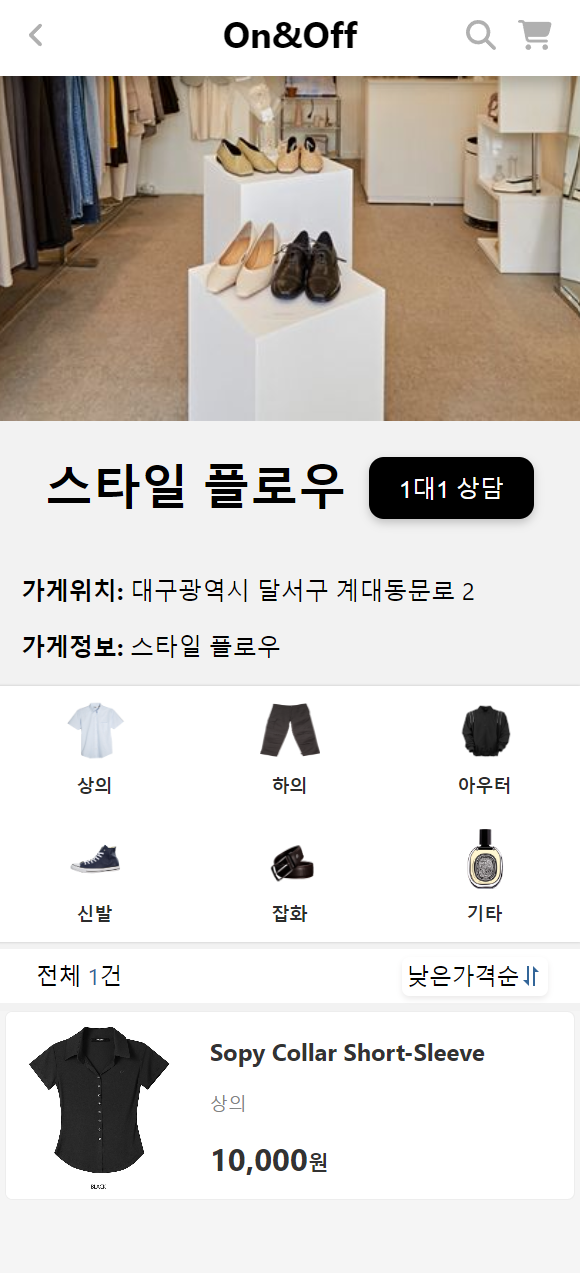 On&Off
스타일 플로우
1대1 상담
가게위치: 대구광역시 달서구 계대동문로 2
가게정보: 스타일 플로우
상의 하의 아우터
신발 잡화 기타
전체 1건
낮은가격순
Sopy Collar Short-Sleeve
상의
10,000원
BLACK